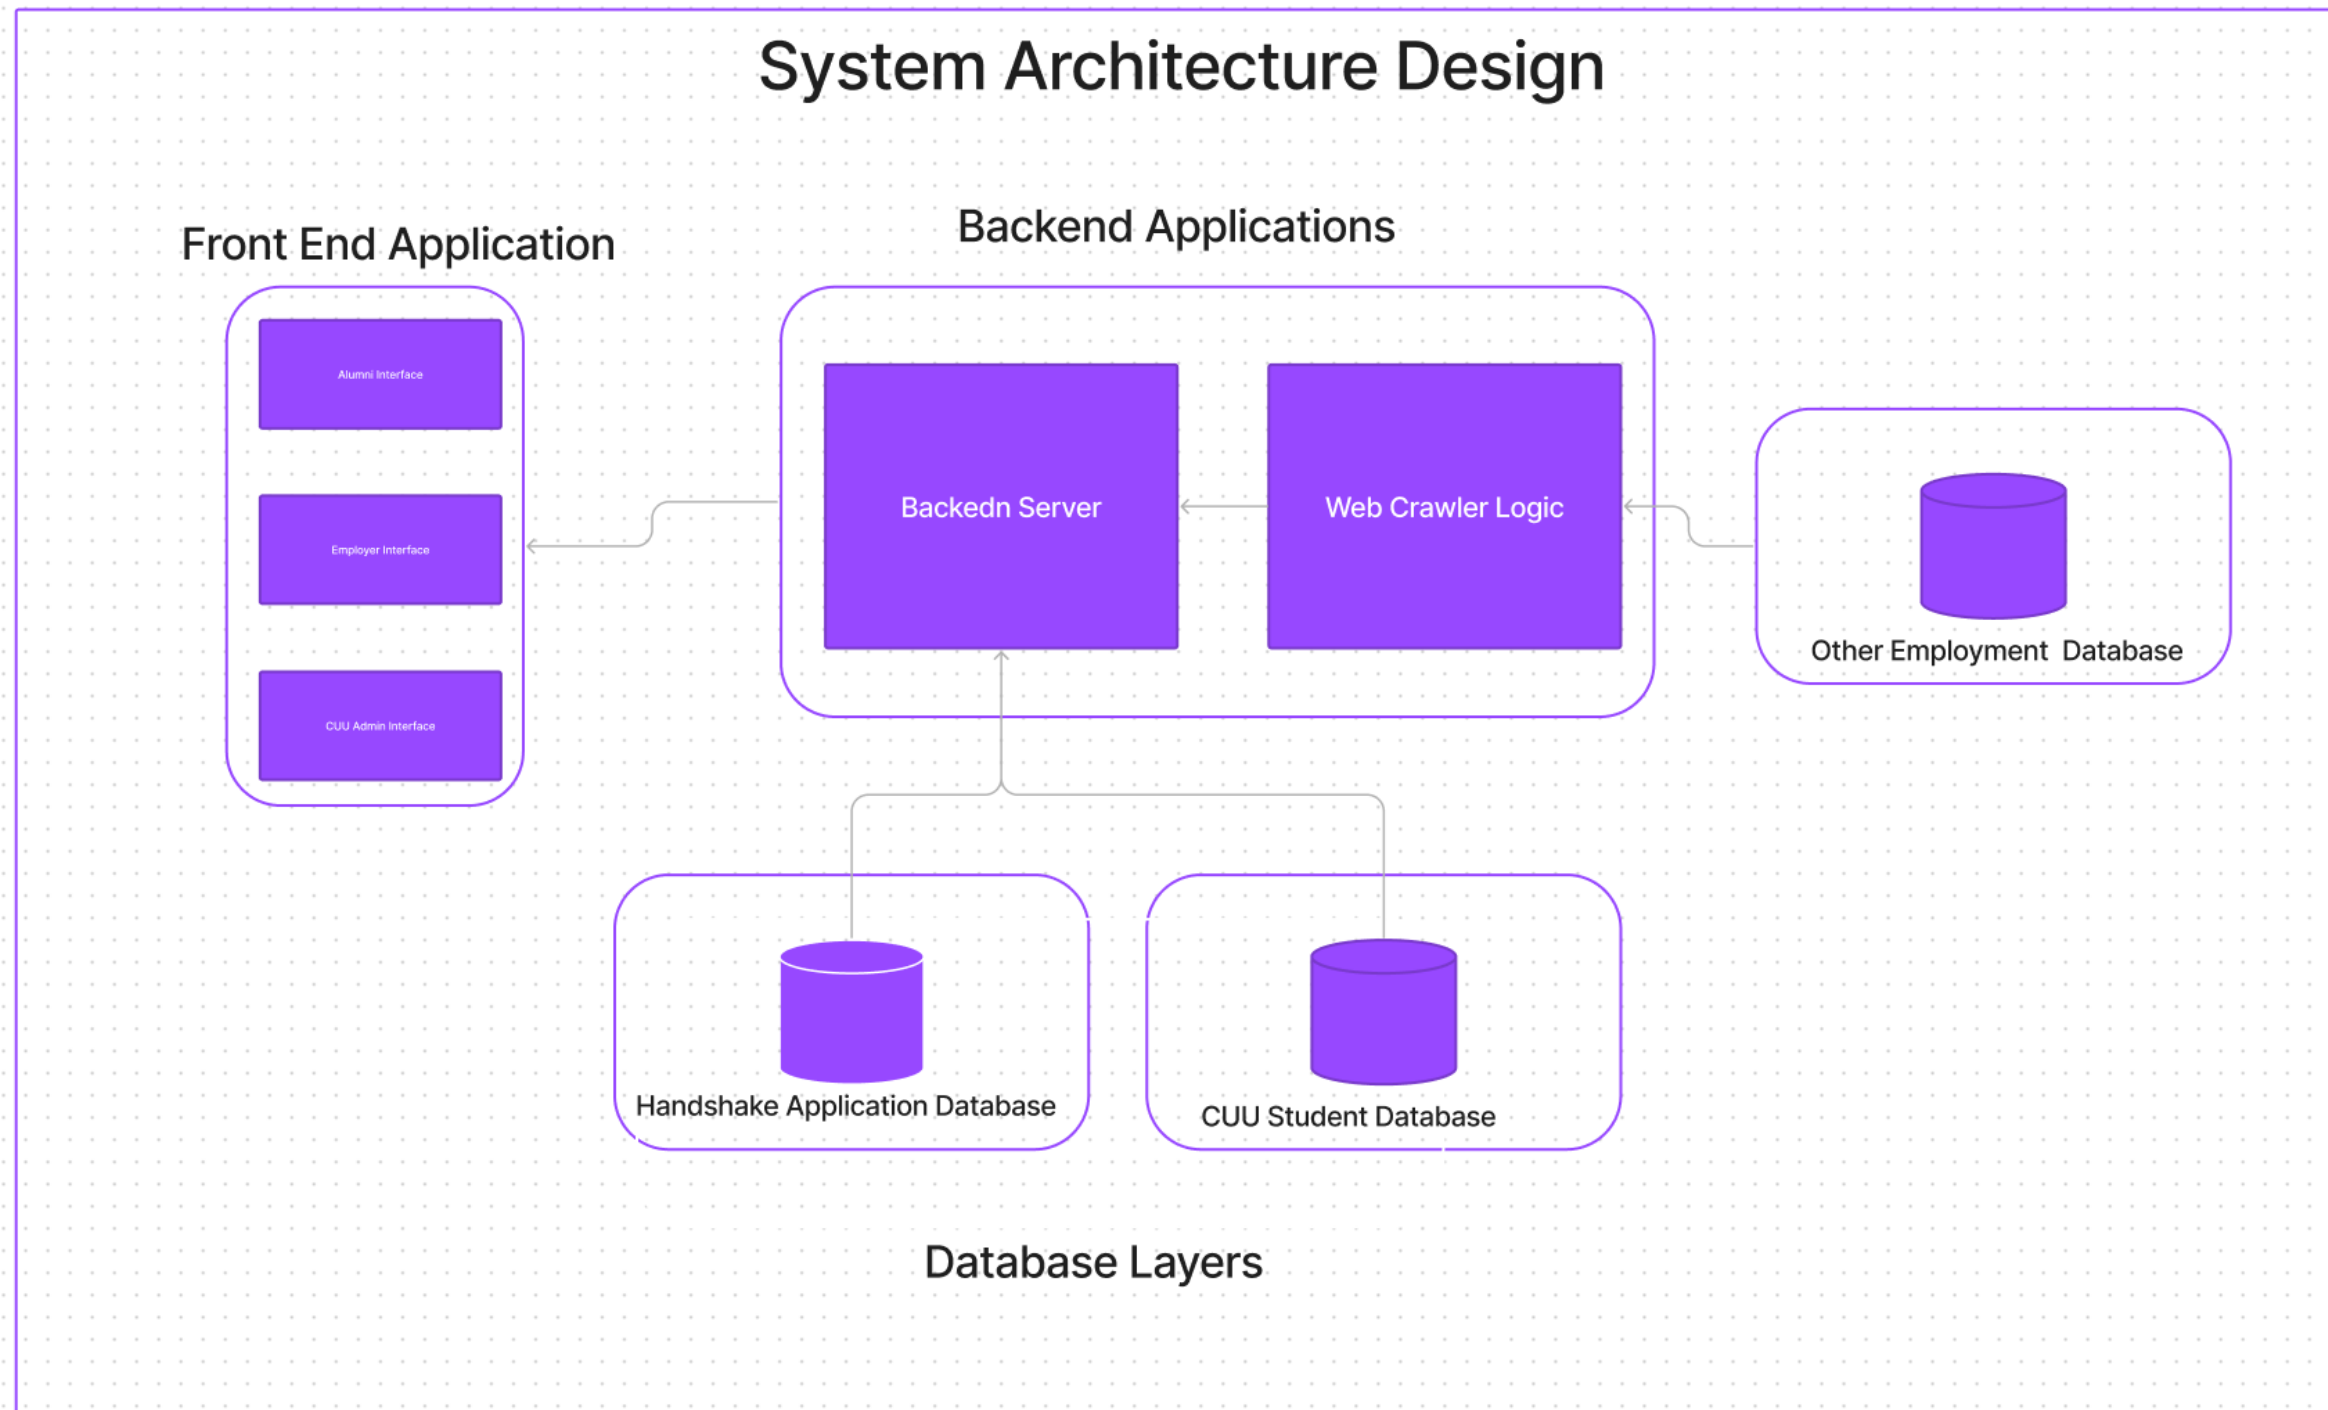 System Architecture Design
Front End Application
Backend Applications
Alumni Interface
Employer Interface
CUU Admin Interface
Backedn Server
Web Crawler Logic
Other Employment  Database
Handshake Application Database
CUU Student Database
Database Layers